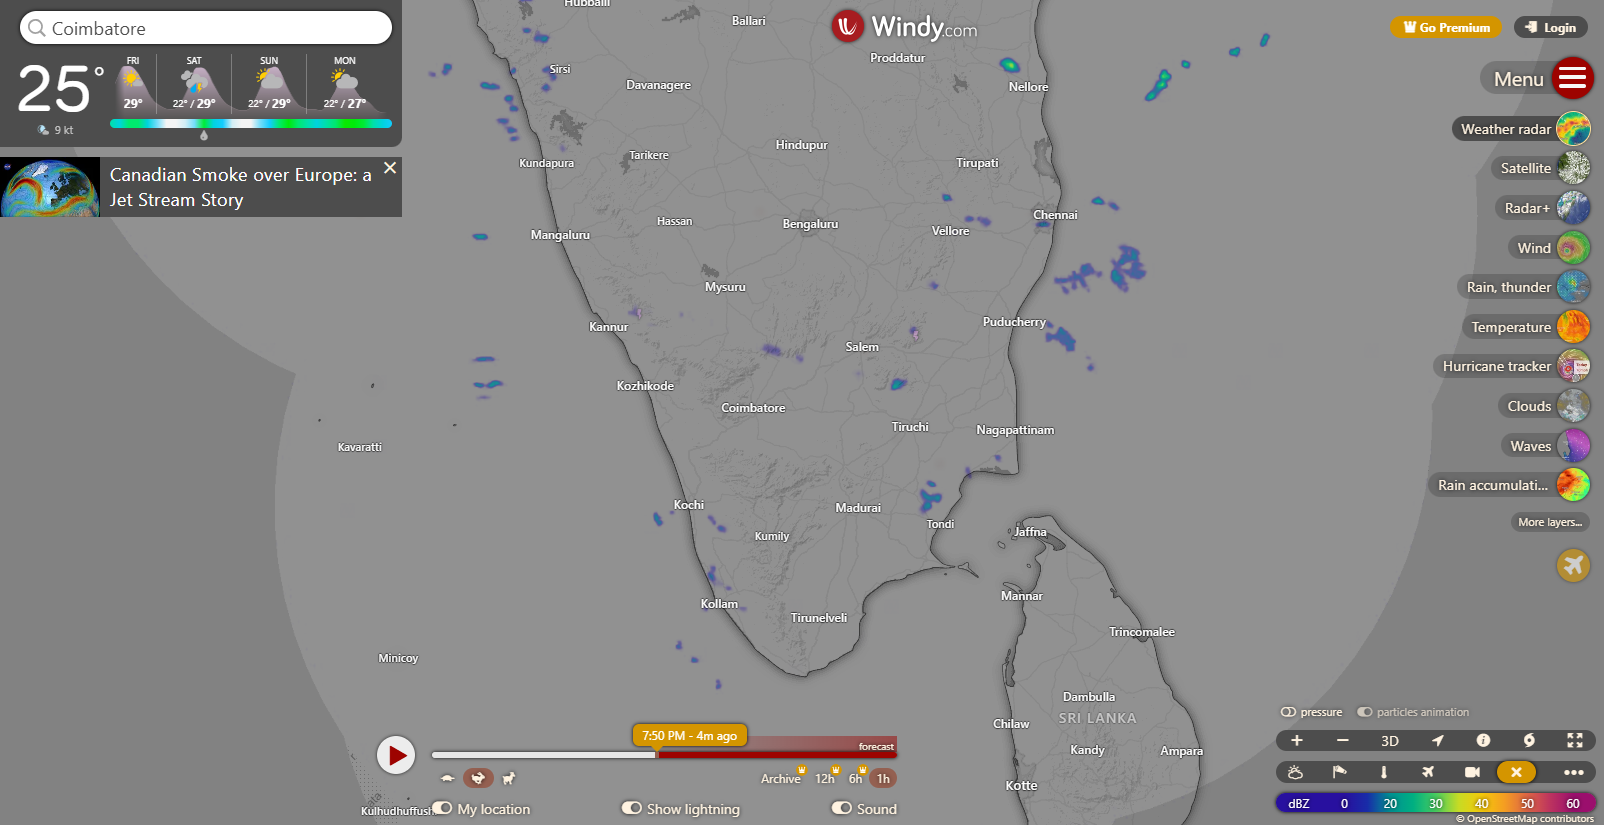 Coimbatore
25°
9 kt
FRI
SAT
SUN
MON
29°
22° / 29°
22° / 29°
22° / 27°
Canadian Smoke over Europe: a
Jet Stream Story
Windy.com
Go Premium
Login
Menu
Weather radar
Satellite
Radar+
Wind
Rain, thunder
Temperature
Hurricane tracker
Clouds
Waves
Rain accumulati...
More layers...
Hubballi
Ballari
Proddatur
Sirsi
Davanagere
Nellore
Hindupur
Kundapura
Tarikere
Tirupati
Hassan
Bengaluru
Chennai
Mangaluru
Vellore
Mysuru
Kannur
Puducherry
Salem
Kozhikode
Coimbatore
Tiruchi
Nagapattinam
Kavaratti
Kochi
Madurai
Tondi
Jaffna
Kumily
Kollam
Mannar
Tirunelveli
Trincomalee
Minicoy
Dambulla
Chilaw
SRI LANKA
Kandy
Ampara
Kotte
Kulhudhuffush
7:50 PM - 4m ago
forecast
Archive
12h
6h
1h
My location
Show lightning
Sound
pressure
particles animation
+
−
3D
dBZ
0
20
30
40
50
60
© OpenStreetMap contributors